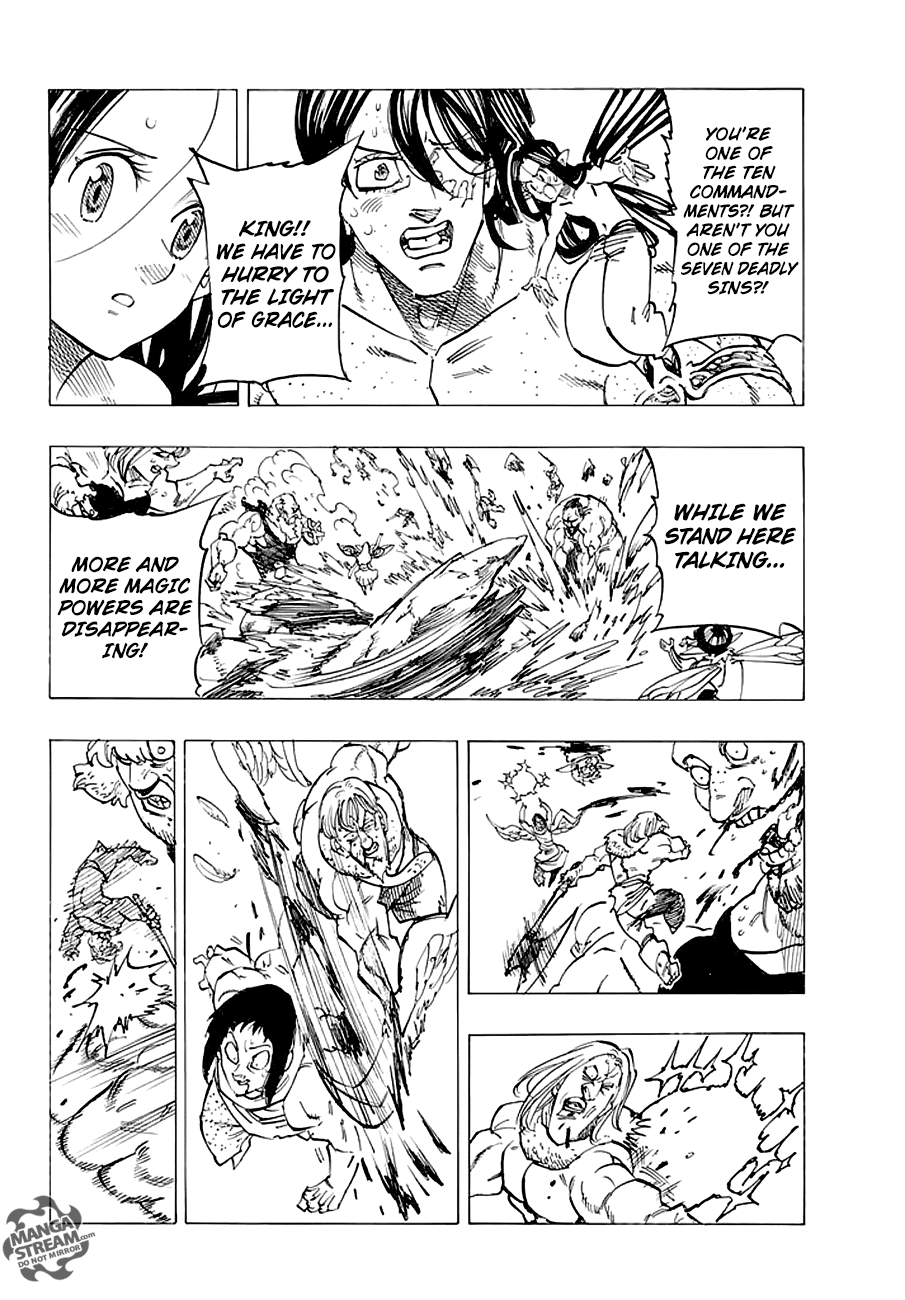 YOU'RE
ONE OF
THE TEN
COMMAND-
MENTS?! BUT
AREN'T YOU
ONE OF THE
SEVEN DEADLY
SINS?!
KING!!
WE HAVE TO
HURRY TO
THE LIGHT
OF GRACE...
WHILE WE
STAND HERE
TALKING...
MORE AND
MORE MAGIC
POWERS ARE
DISAPPEAR-
ING!
MANGA
STREAM.com
DO NOT MIRROR